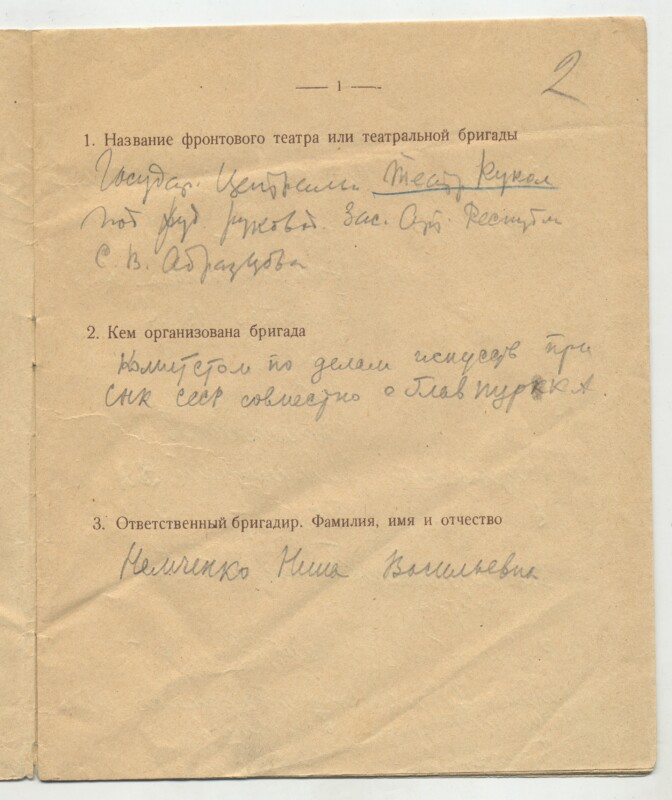 — 1 —
2
1. Название фронтового театра или театральной бригады
Государ. Централь. Театр Кукол
под худ. руковод. Зас. Арт. Республ
С. В. Образцова
2. Кем организована бригада
Комитетом по делам искусств при
СНК СССР совместно с ГлавПУРККА
3. Ответственный бригадир. Фамилия, имя и отчество
Немченко Нина Васильевна